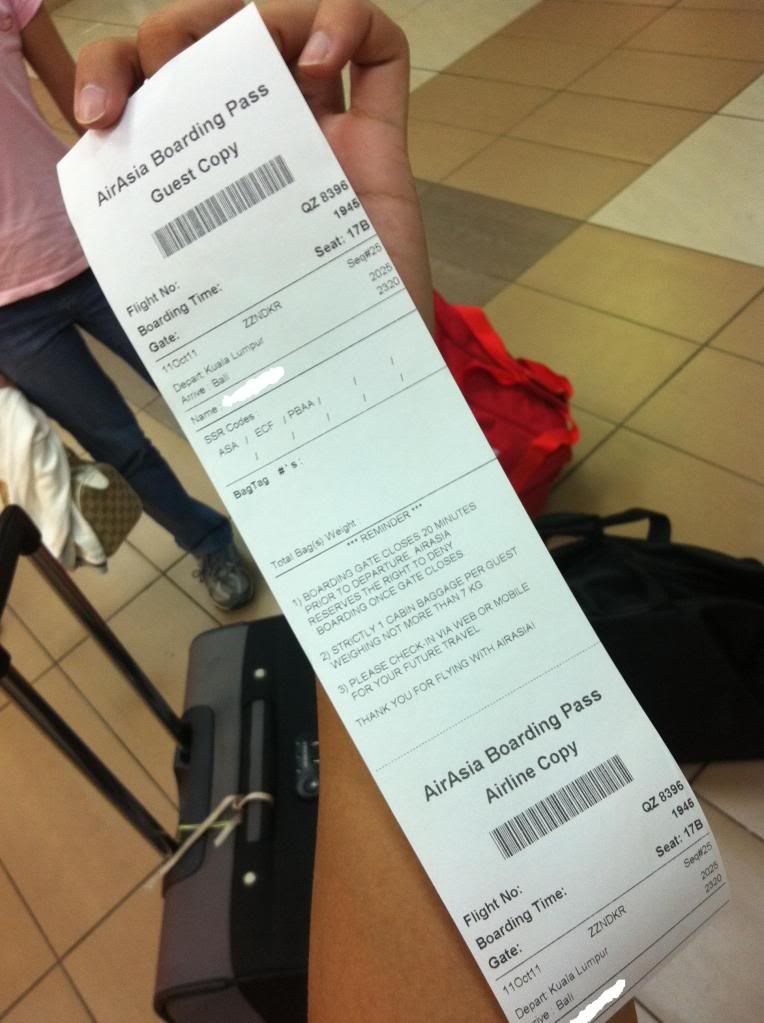 AirAsia Boarding Pass
Guest Copy
Flight No: QZ 8396
Boarding Time: 1945
Gate: Seat: 17B
11Oct11 ZZNDKR Seq#25
Depart: Kuala Lumpur 2025
Arrive : Bali 2320
Name :
SSR Codes :
ASA / ECF / PBAA / / /
/ / / /
BagTag #'s:
Total Bag(s) Weight
*** REMINDER ***
1) BOARDING GATE CLOSES 20 MINUTES
PRIOR TO DEPARTURE. AIRASIA
RESERVES THE RIGHT TO DENY
BOARDING ONCE GATE CLOSES
2) STRICTLY 1 CABIN BAGGAGE PER GUEST
WEIGHING NOT MORE THAN 7 KG
3) PLEASE CHECK-IN VIA WEB OR MOBILE
FOR YOUR FUTURE TRAVEL
THANK YOU FOR FLYING WITH AIRASIA!
AirAsia Boarding Pass
Airline Copy
Flight No: QZ 8396
Boarding Time: 1945
Gate: Seat: 17B
11Oct11 ZZNDKR Seq#25
Depart: Kuala Lumpur 2025
Arrive : Bali 2320